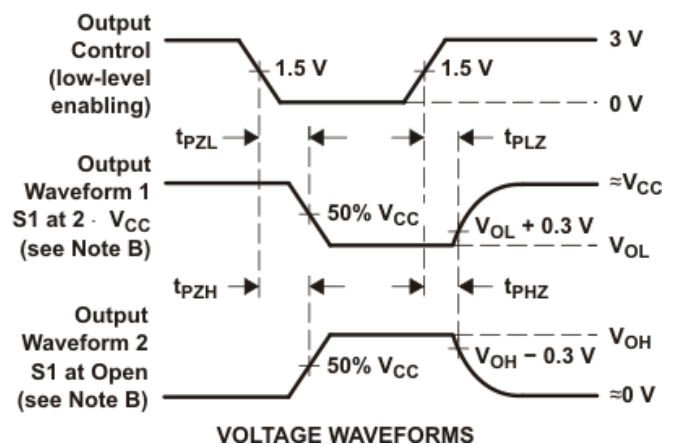 Output
Control
(low-level
enabling)
3 V
1.5 V
1.5 V
0 V
tPZL
tPLZ
Output
Waveform 1
S1 at 2 · VCC
(see Note B)
≈VCC
50% VCC
VOL + 0.3 V
VOL
tPZH
tPHZ
Output
Waveform 2
S1 at Open
(see Note B)
VOH
50% VCC
VOH − 0.3 V
≈0 V
VOLTAGE WAVEFORMS